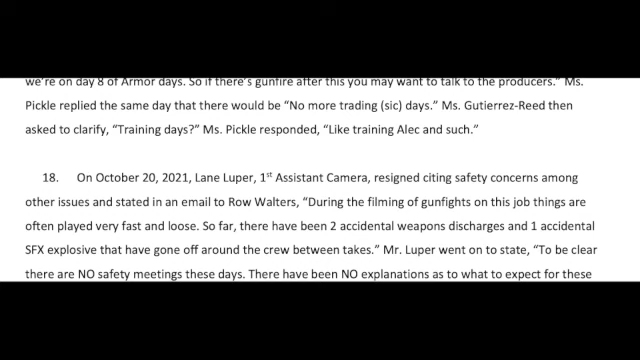 we're on day 8 of Armor days. So if there's gunfire after this you may want to talk to the producers." Ms.
Pickle replied the same day that there would be "No more trading (sic) days." Ms. Gutierrez-Reed then
asked to clarify, "Training days?" Ms. Pickle responded, "Like training Alec and such."
18. On October 20, 2021, Lane Luper, 1st Assistant Camera, resigned citing safety concerns among
other issues and stated in an email to Row Walters, "During the filming of gunfights on this job things are
often played very fast and loose. So far, there have been 2 accidental weapons discharges and 1 accidental
SFX explosive that have gone off around the crew between takes." Mr. Luper went on to state, "To be clear
there are NO safety meetings these days. There have been NO explanations as to what to expect for these